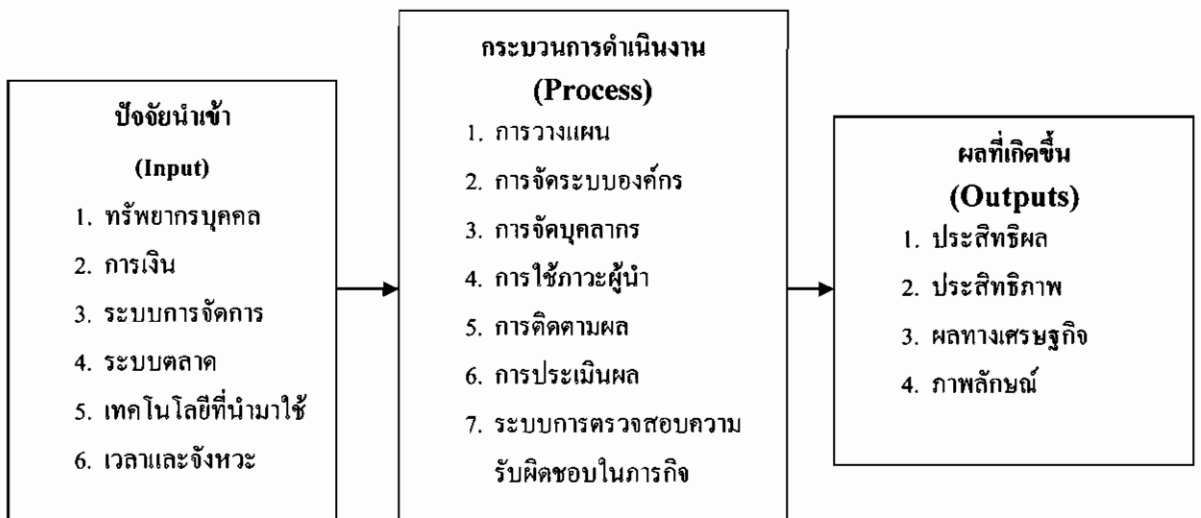 ปัจจัยนำเข้า
(Input)
1. ทรัพยากรบุคคล
2. การเงิน
3. ระบบการจัดการ
4. ระบบตลาด
5. เทคโนโลยีที่นำมาใช้
6. เวลาและจังหวะ
กระบวนการดำเนินงาน
(Process)
1. การวางแผน
2. การจัดระบบองค์กร
3. การจัดบุคลากร
4. การใช้ภาวะผู้นำ
5. การติดตามผล
6. การประเมินผล
7. ระบบการตรวจสอบความ
รับผิดชอบในภารกิจ
ผลที่เกิดขึ้น
(Outputs)
1. ประสิทธิผล
2. ประสิทธิภาพ
3. ผลทางเศรษฐกิจ
4. ภาพลักษณ์